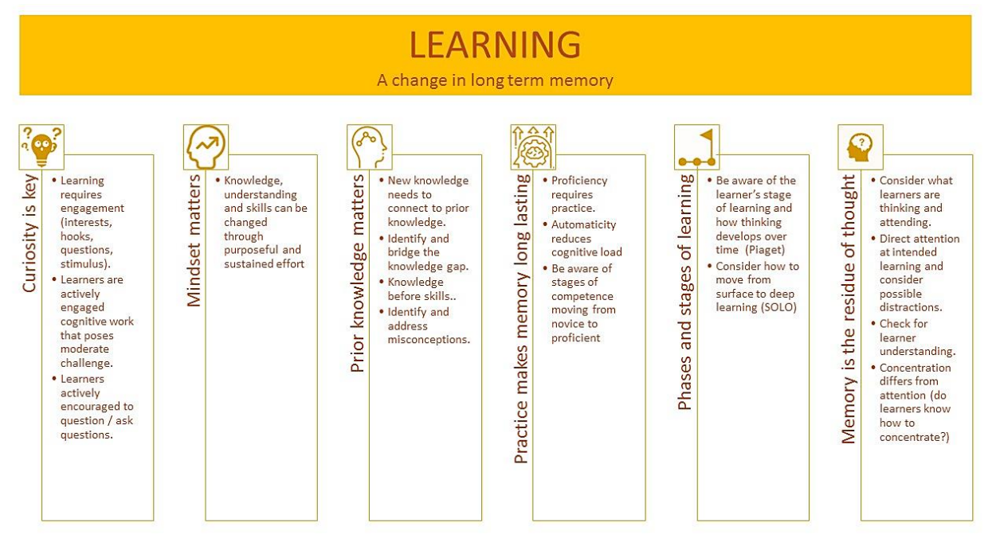 LEARNING
A change in long term memory
Curiosity is key
• Learning
requires
engagement
(interests,
hooks,
questions,
stimulus).
• Learners are
actively
engaged
cognitive work
that poses
moderate
challenge.
• Learners
actively
encouraged to
question / ask
questions.
Mindset matters
• Knowledge,
understanding
and skills can be
changed
through
purposeful and
sustained effort
Prior knowledge matters
• New knowledge
needs to
connect to prior
knowledge.
• Identify and
bridge the
knowledge gap.
• Knowledge
before skills..
• Identify and
address
misconceptions.
Practice makes memory long lasting
• Proficiency
requires
practice.
• Automaticity
reduces
cognitive load
• Be aware of
stages of
competence
moving from
novice to
proficient
Phases and stages of learning
• Be aware of the
learner's stage
of learning and
how thinking
develops over
time (Piaget)
• Consider how to
move from
surface to deep
learning (SOLO)
Memory is the residue of thought
• Consider what
learners are
thinking and
attending.
• Direct attention
at intended
learning and
consider
possible
distractions.
• Check for
learner
understanding.
• Concentration
differs from
attention (do
learners know
how to
concentrate?)